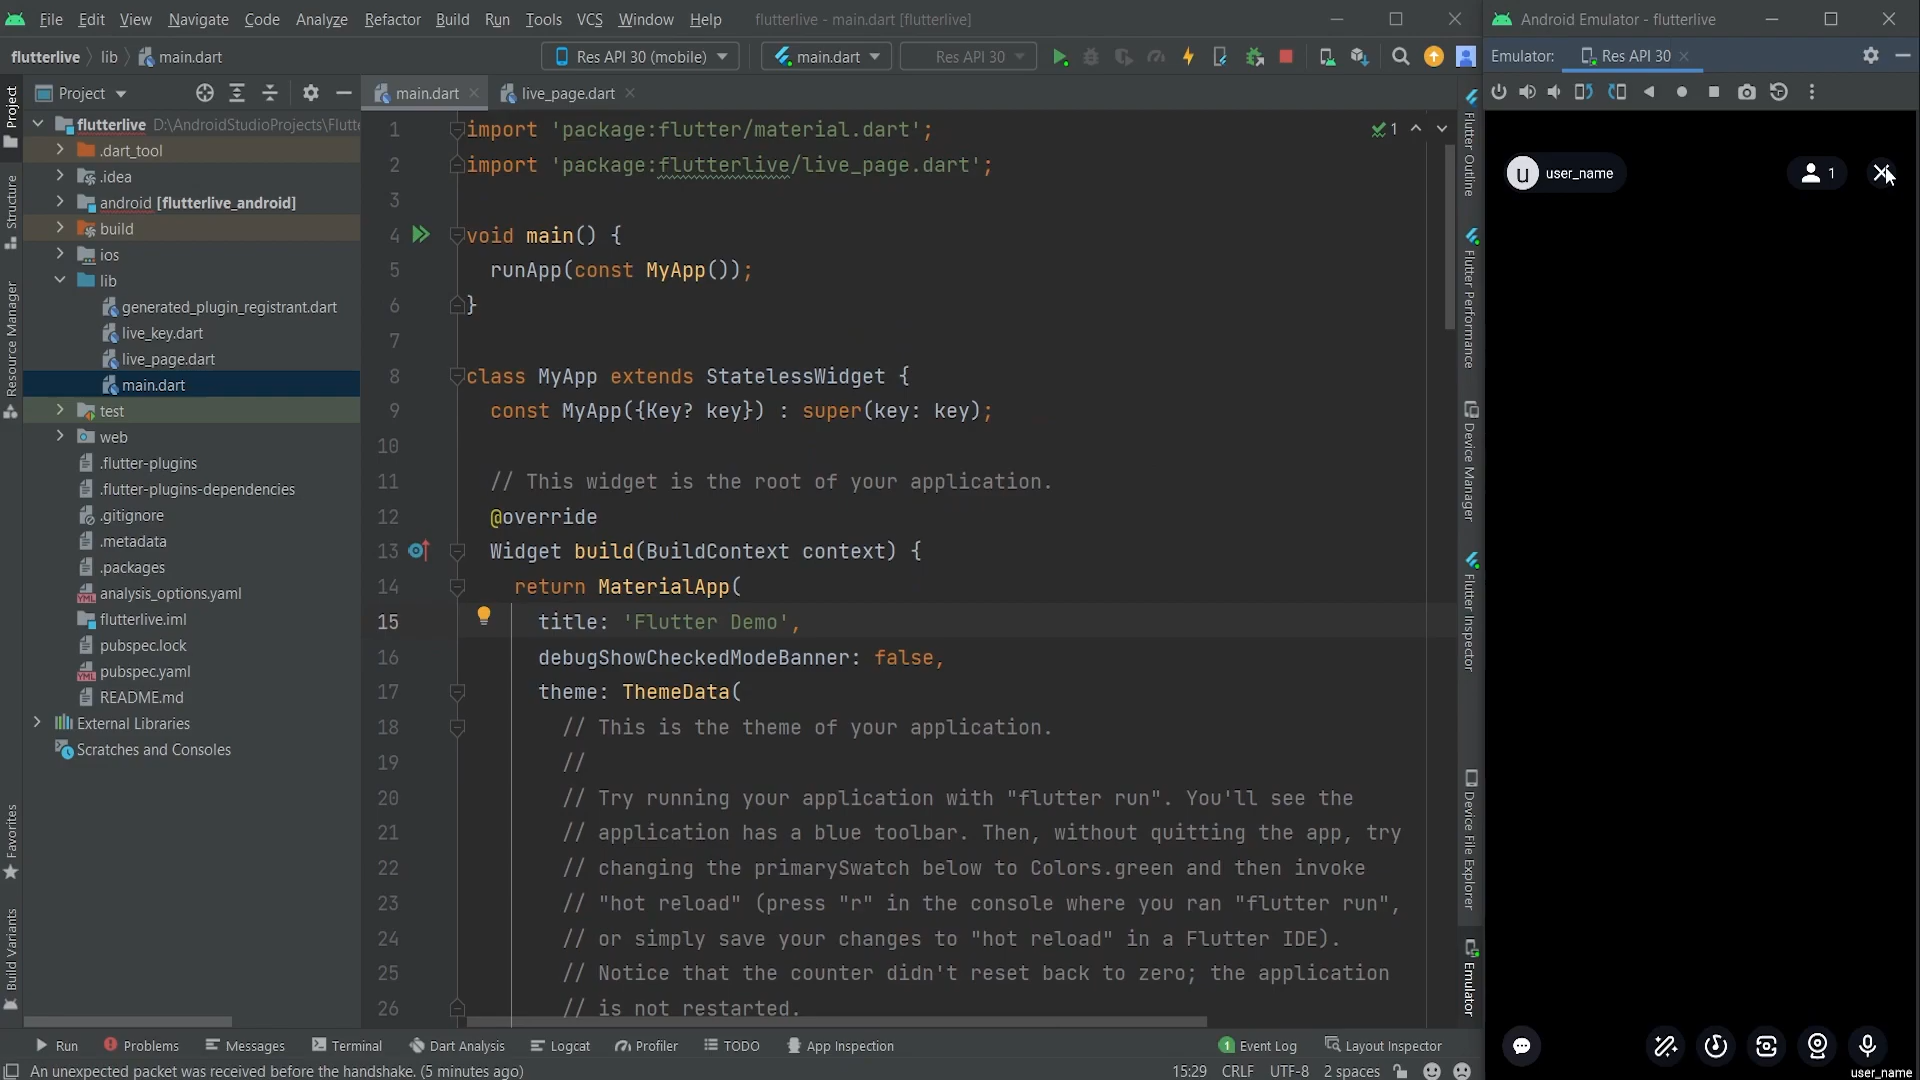 File Edit View Navigate Code Analyze Refactor Build Run Tools VCS Window Help flutterlive - main.dart [flutterlive]
Android Emulator - flutterlive
flutterlive lib main.dart
Res API 30 (mobile) main.dart Res API 30
Emulator: Res API 30
Project
main.dart
live_page.dart
flutterlive D:\AndroidStudioProjects\Flutte
.dart_tool
.idea
android [flutterlive_android]
build
ios
lib
generated_plugin_registrant.dart
live_key.dart
live_page.dart
main.dart
test
web
.flutter-plugins
.flutter-plugins-dependencies
.gitignore
.metadata
.packages
analysis_options.yaml
flutterlive.iml
pubspec.lock
pubspec.yaml
README.md
External Libraries
Scratches and Consoles
Project
Structure
Resource Manager
Favorites
Build Variants
1 import 'package:flutter/material.dart';
2 import 'package:flutterlive/live_page.dart';
3
4 void main() {
5 runApp(const MyApp());
6 }
7
8 class MyApp extends StatelessWidget {
9 const MyApp({Key? key}) : super(key: key);
10
11 // This widget is the root of your application.
12 @override
13 Widget build(BuildContext context) {
14 return MaterialApp(
15 title: 'Flutter Demo',
16 debugShowCheckedModeBanner: false,
17 theme: ThemeData(
18 // This is the theme of your application.
19 //
20 // Try running your application with "flutter run". You'll see the
21 // application has a blue toolbar. Then, without quitting the app, try
22 // changing the primarySwatch below to Colors.green and then invoke
23 // "hot reload" (press "r" in the console where you ran "flutter run",
24 // or simply save your changes to "hot reload" in a Flutter IDE).
25 // Notice that the counter didn't reset back to zero; the application
26 // is not restarted.
1
Flutter Outline
Flutter Performance
Device Manager
Flutter Inspector
Device File Explorer
Emulator
u user_name 1
user_name
Run Problems Messages Terminal Dart Analysis Logcat Profiler TODO App Inspection 1 Event Log Layout Inspector
An unexpected packet was received before the handshake. (5 minutes ago) 15:29 CRLF UTF-8 2 spaces